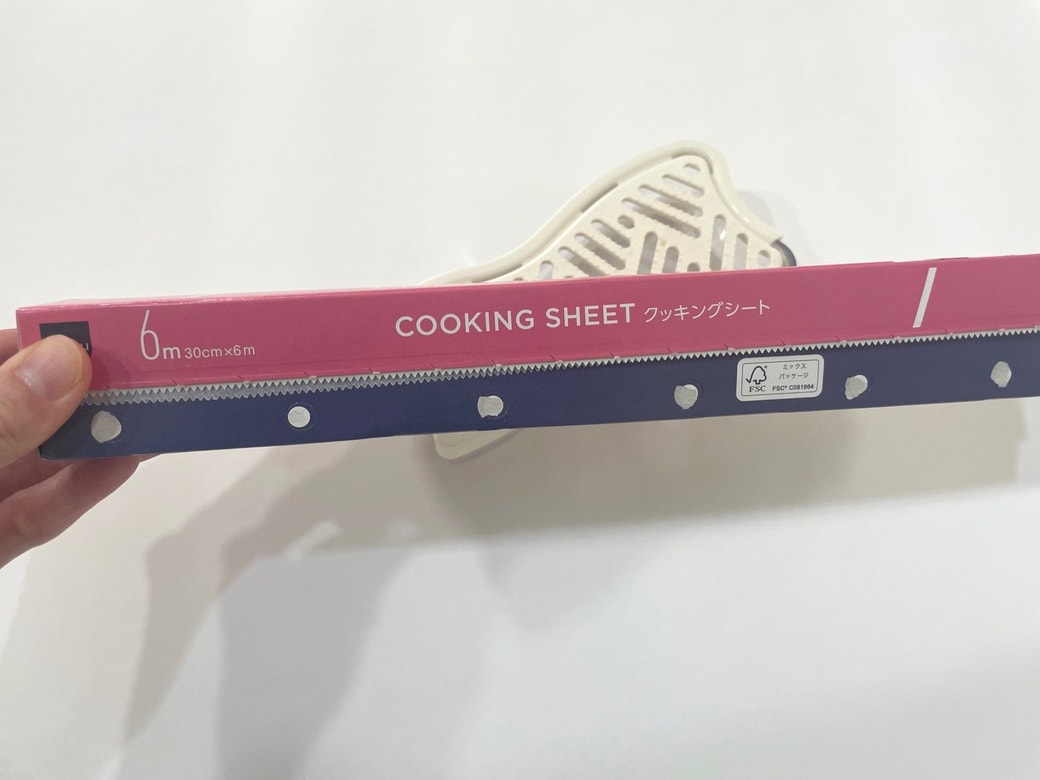 6m 30cm×6m
COOKING SHEET クッキングシート
FSC
ミックス
パッケージ
FSC® C081864